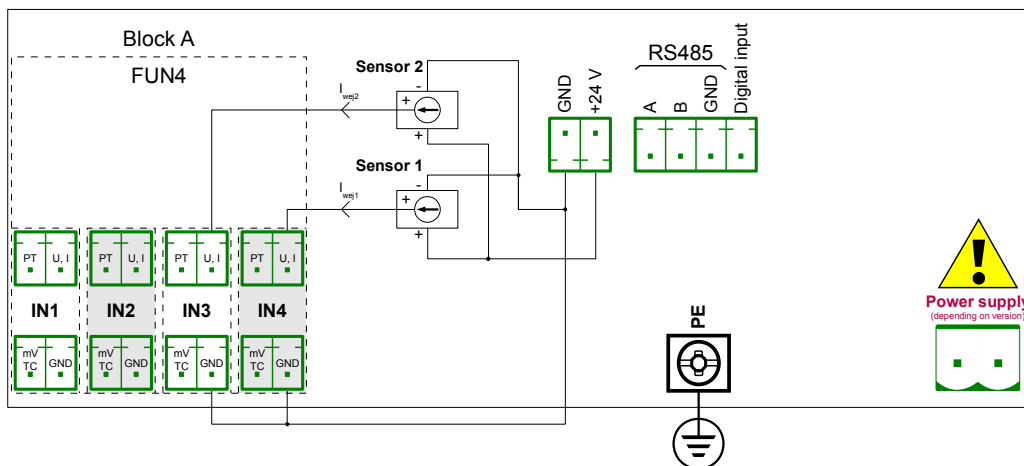 Block A
FUN4
Sensor 2
I wej2
-
+
+
Sensor 1
I wej1
-
+
+
GND
+24 V
RS485
A
B
GND
Digital input
PT U, I
PT U, I
PT U, I
PT U, I
IN1
IN2
IN3
IN4
mV TC GND
mV TC GND
mV TC GND
mV TC GND
PE
!
Power supply
(depending on version)